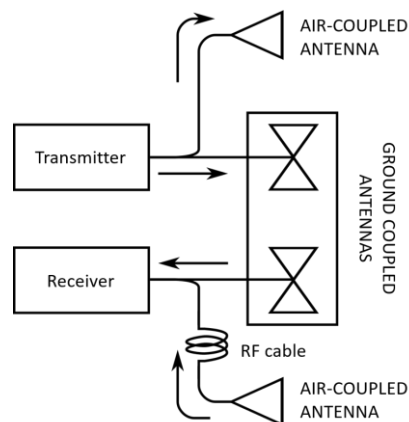 AIR-COUPLED
ANTENNA
Transmitter
GROUND COUPLED
ANTENNAS
Receiver
RF cable
AIR-COUPLED
ANTENNA